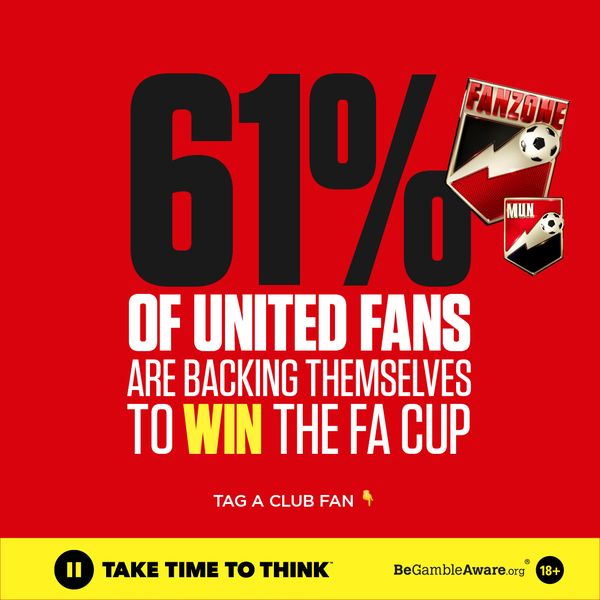 61%
FANZONE
MUN
OF UNITED FANS
ARE BACKING THEMSELVES
TO WIN THE FA CUP
TAG A CLUB FAN 👇
TAKE TIME TO THINK™
BeGambleAware.org®
18+